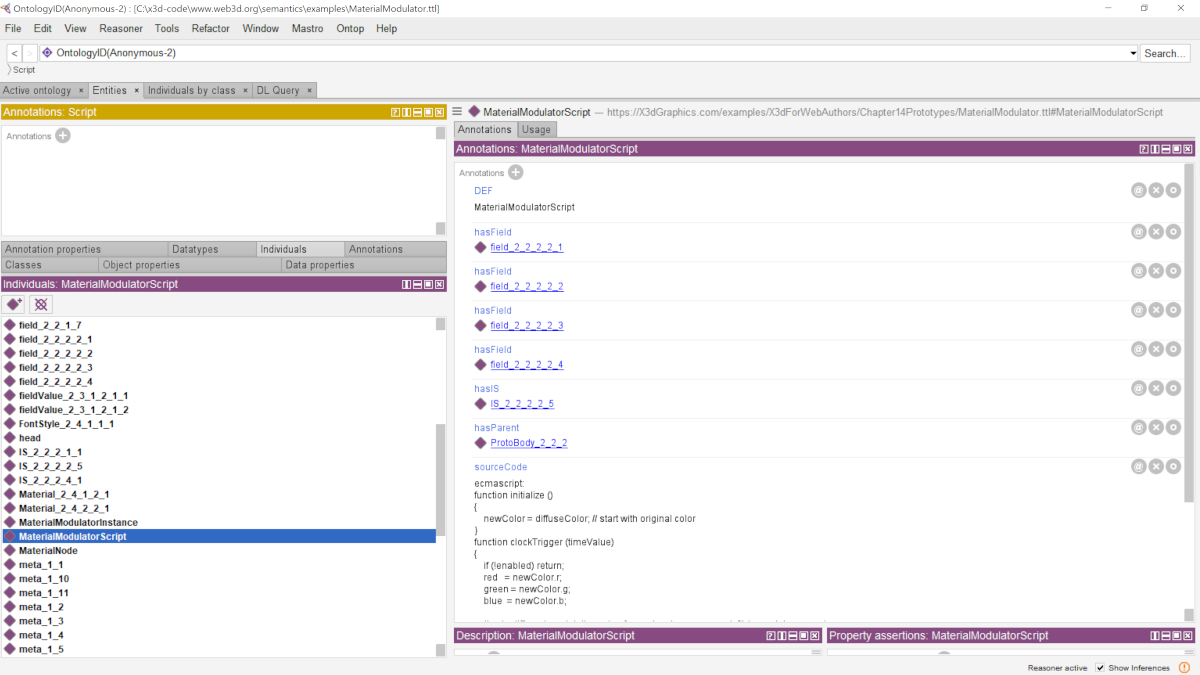 OntologyID(Anonymous-2) : [C:\x3d-code\www.web3d.org\semantics\examples\MaterialModulator.ttl]
File Edit View Reasoner Tools Refactor Window Mastro Ontop Help
< > OntologyID(Anonymous-2) Search...
Script
Active ontology × Entities × Individuals by class × DL Query ×
Annotations: Script
Annotations
Annotation properties Datatypes Individuals Annotations
Classes Object properties Data properties
Individuals: MaterialModulatorScript
field_2_2_1_7
field_2_2_2_2_1
field_2_2_2_2_2
field_2_2_2_2_3
field_2_2_2_2_4
fieldValue_2_3_1_2_1_1
fieldValue_2_3_1_2_1_2
FontStyle_2_4_1_1_1
head
IS_2_2_2_1_1
IS_2_2_2_2_5
IS_2_2_2_4_1
Material_2_4_1_2_1
Material_2_4_2_2_1
MaterialModulatorInstance
MaterialModulatorScript
MaterialNode
meta_1_1
meta_1_10
meta_1_11
meta_1_2
meta_1_3
meta_1_4
meta_1_5
MaterialModulatorScript — https://X3dGraphics.com/examples/X3dForWebAuthors/Chapter14Prototypes/MaterialModulator.ttl#MaterialModulatorScript
Annotations Usage
Annotations: MaterialModulatorScript
Annotations
DEF
MaterialModulatorScript
hasField
field_2_2_2_2_1
hasField
field_2_2_2_2_2
hasField
field_2_2_2_2_3
hasField
field_2_2_2_2_4
hasIS
IS_2_2_2_2_5
hasParent
ProtoBody_2_2_2
sourceCode
ecmascript:
function initialize ()
{
newColor = diffuseColor; // start with original color
}
function clockTrigger (timeValue)
{
if (!enabled) return;
red = newColor.r;
green = newColor.g;
blue = newColor.b;
Description: MaterialModulatorScript
Property assertions: MaterialModulatorScript
Reasoner active Show Inferences